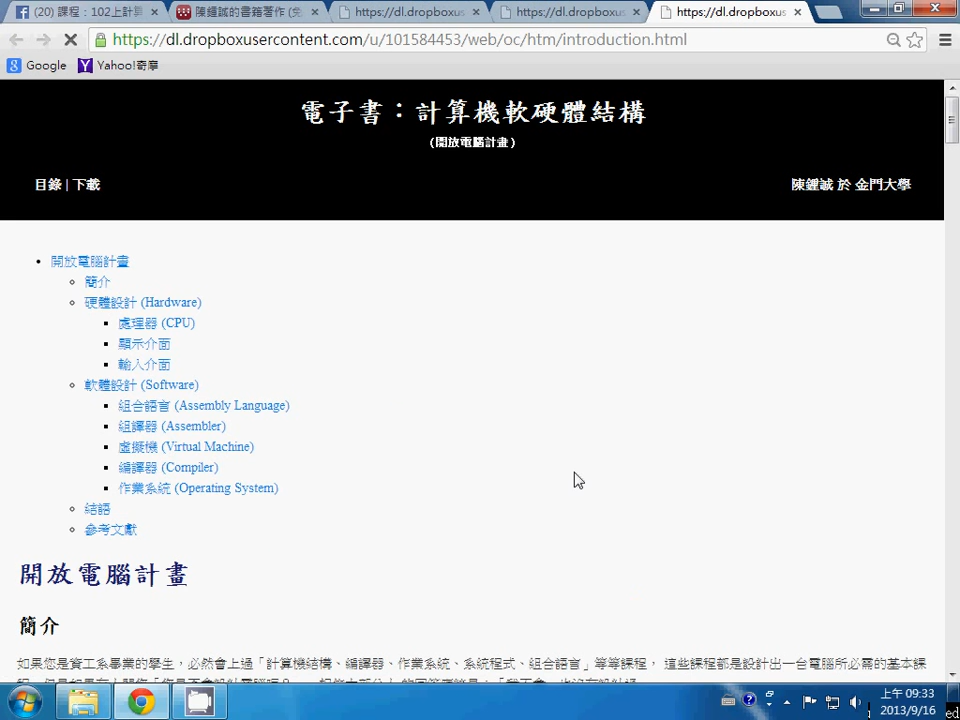 (20) 課程：102上計
陳鍾誠的書籍著作 (免
https://dl.dropboxus
https://dl.dropboxus
https://dl.dropboxus
https://dl.dropboxusercontent.com/u/101584453/web/oc/htm/introduction.html
Google Yahoo!奇摩
電子書：計算機軟硬體結構
(開放電腦計畫)
目錄 | 下載
陳鍾誠 於 金門大學
開放電腦計畫
簡介
硬體設計 (Hardware)
處理器 (CPU)
顯示介面
輸入介面
軟體設計 (Software)
組合語言 (Assembly Language)
組譯器 (Assembler)
虛擬機 (Virtual Machine)
編譯器 (Compiler)
作業系統 (Operating System)
結語
參考文獻
開放電腦計畫
簡介
如果您是資工系畢業的學生，必然會上過「計算機結構、編譯器、作業系統、系統程式、組合語言」等等課程， 這些課程都是設計出一台電腦所必需的基本課
上午 09:33
2013/9/16